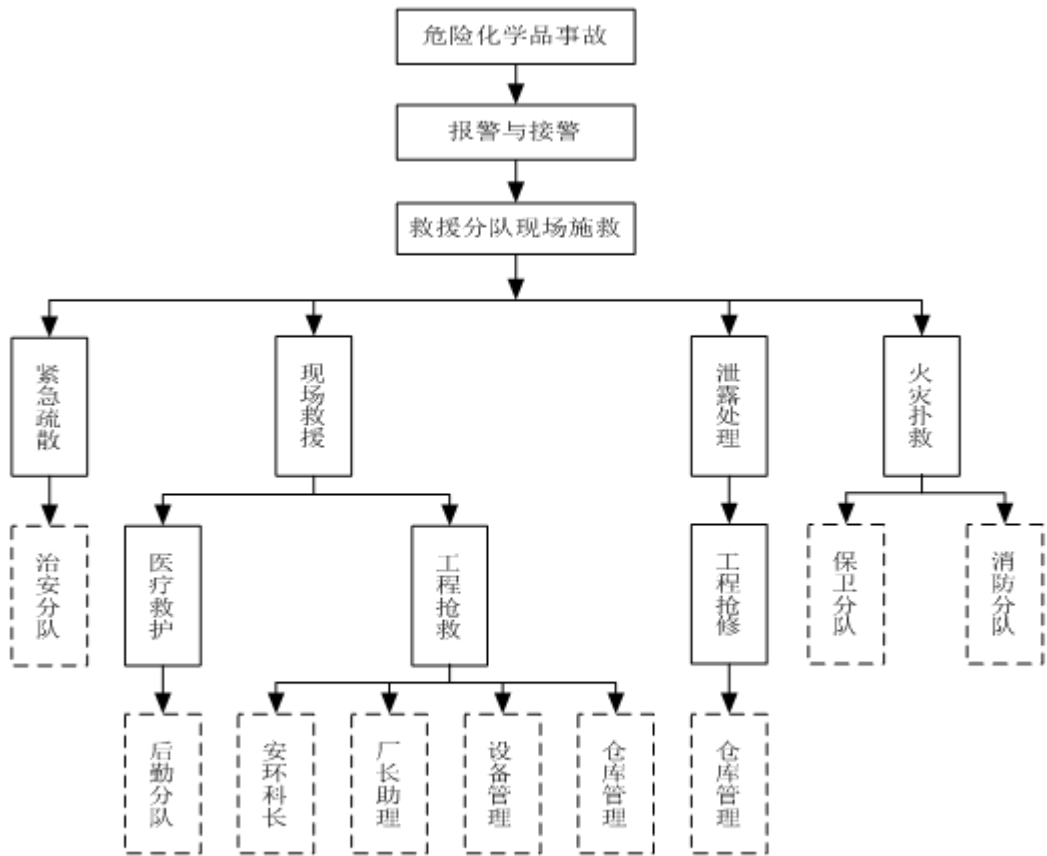 危险化学品事故
报警与接警
救援分队现场施救
紧急疏散
现场救援
泄露处理
火灾扑救
治安分队
医疗救护
工程抢救
工程抢修
保卫分队
消防分队
后勤分队
安环科长
厂长助理
设备管理
仓库管理
仓库管理